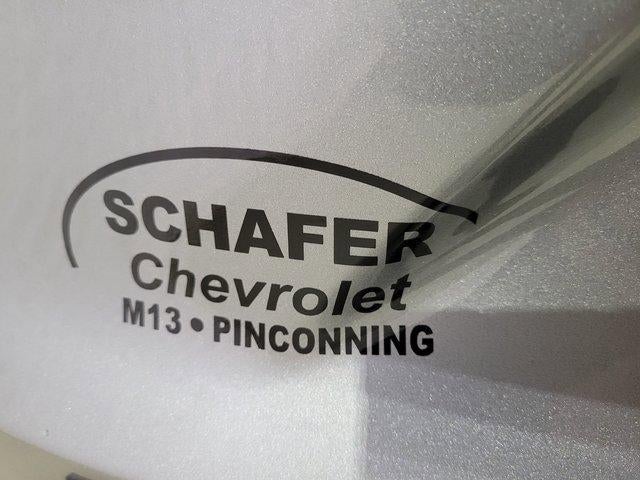 SCHAFER
Chevrolet
M13 • PINCONNING